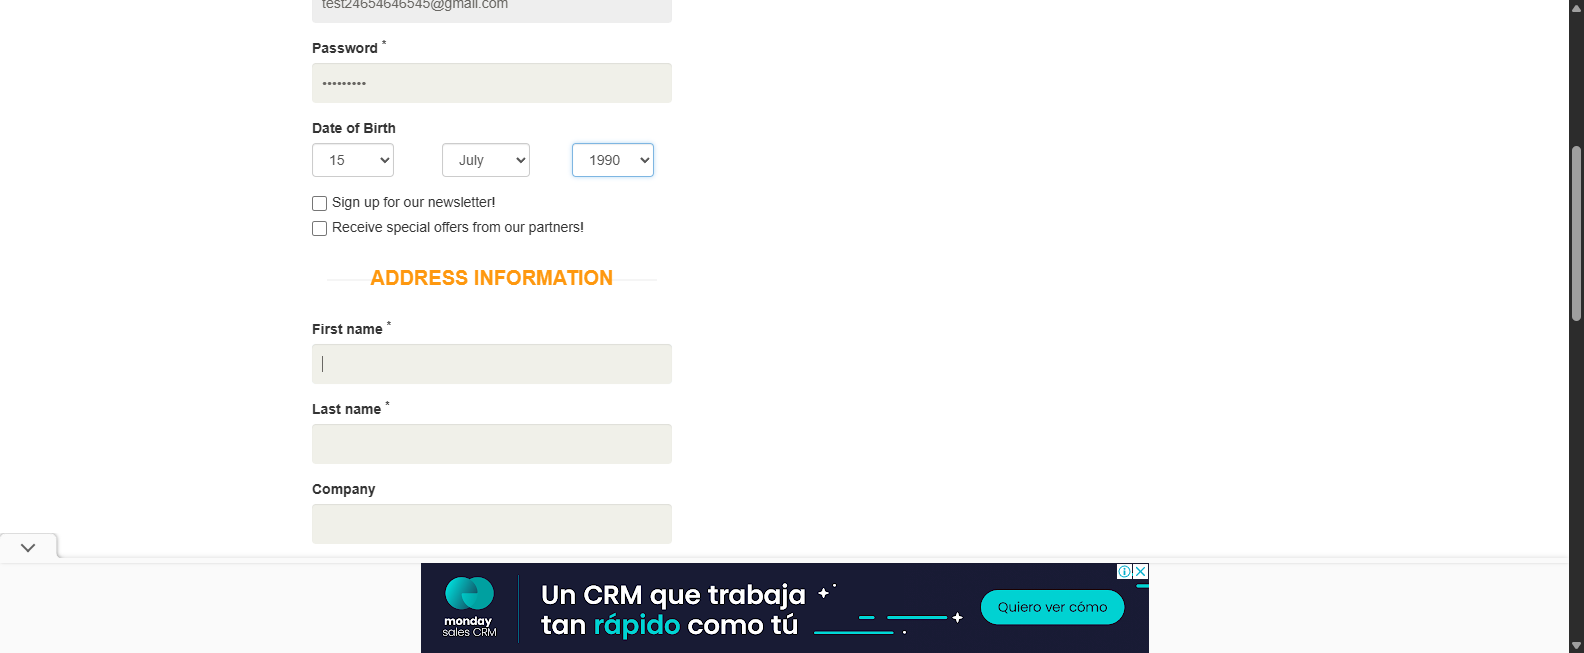 test24654646545@gmail.com
Password *
•••••••••
Date of Birth
15 July 1990
Sign up for our newsletter!
Receive special offers from our partners!
ADDRESS INFORMATION
First name *
Last name *
Company
monday
sales CRM
Un CRM que trabaja
tan rápido como tú
Quiero ver cómo